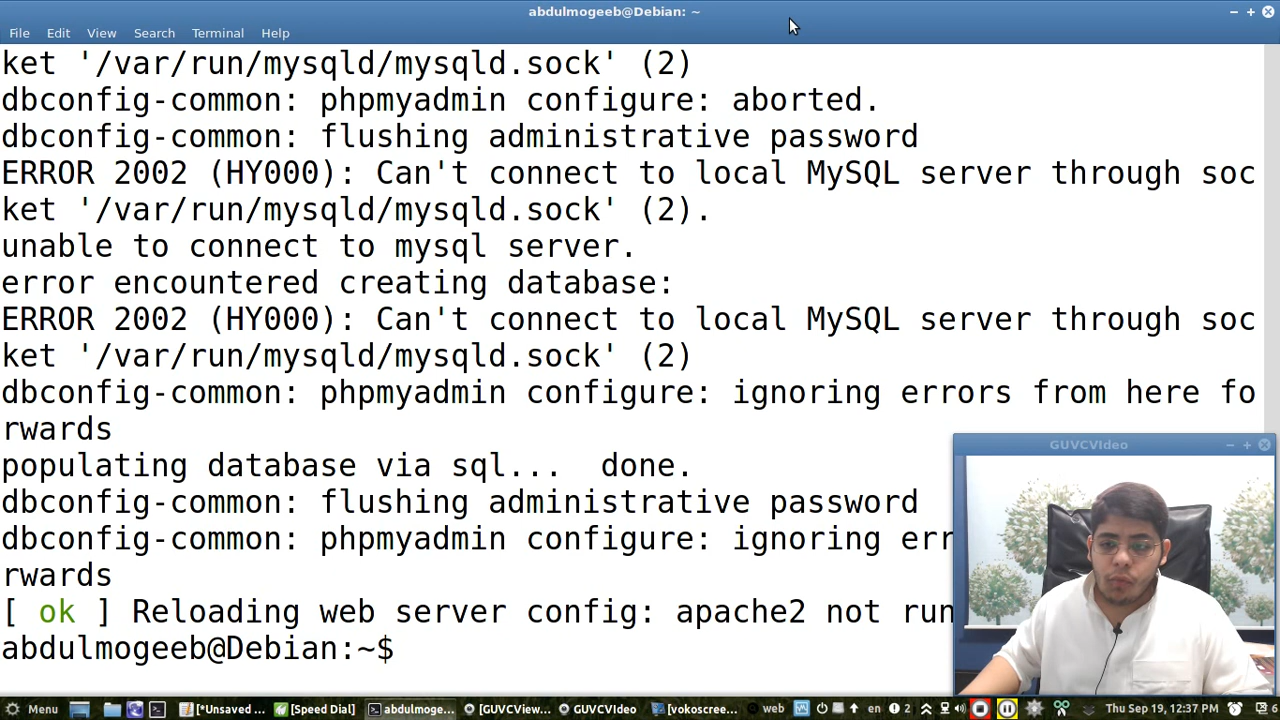 abdulmogeeb@Debian: ~
File Edit View Search Terminal Help
ket '/var/run/mysqld/mysqld.sock' (2)
dbconfig-common: phpmyadmin configure: aborted.
dbconfig-common: flushing administrative password
ERROR 2002 (HY000): Can't connect to local MySQL server through soc
ket '/var/run/mysqld/mysqld.sock' (2).
unable to connect to mysql server.
error encountered creating database:
ERROR 2002 (HY000): Can't connect to local MySQL server through soc
ket '/var/run/mysqld/mysqld.sock' (2)
dbconfig-common: phpmyadmin configure: ignoring errors from here fo
rwards
populating database via sql...  done.
dbconfig-common: flushing administrative password
dbconfig-common: phpmyadmin configure: ignoring err
rwards
[ ok ] Reloading web server config: apache2 not run
abdulmogeeb@Debian:~$
GUVCVIdeo
Menu [*Unsaved ... [Speed Dial] abdulmoge... [GUVCView... GUVCVIdeo [vokoscree... web en 2 Thu Sep 19, 12:37 PM 6